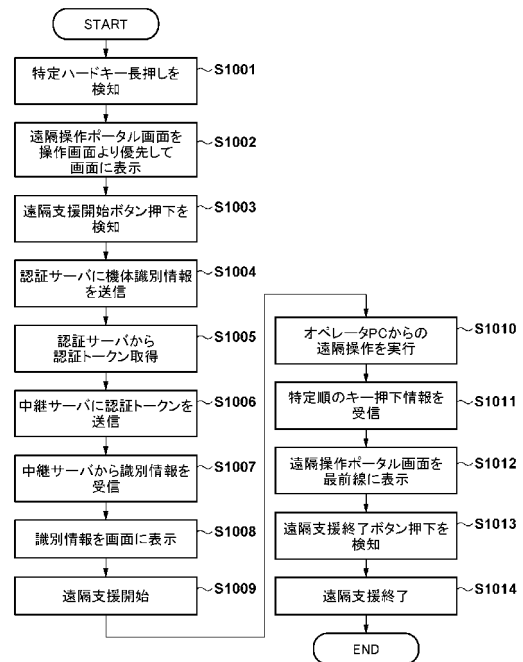 START
特定ハードキー長押しを
検知
S1001
遠隔操作ポータル画面を
操作画面より優先して
画面に表示
S1002
遠隔支援開始ボタン押下を
検知
S1003
認証サーバに機体識別情報
を送信
S1004
認証サーバから
認証トークン取得
S1005
中継サーバに認証トークンを
送信
S1006
中継サーバから識別情報を
受信
S1007
識別情報を画面に表示
S1008
遠隔支援開始
S1009
オペレータPCからの
遠隔操作を実行
S1010
特定順のキー押下情報を
受信
S1011
遠隔操作ポータル画面を
最前線に表示
S1012
遠隔支援終了ボタン押下を
検知
S1013
遠隔支援終了
S1014
END